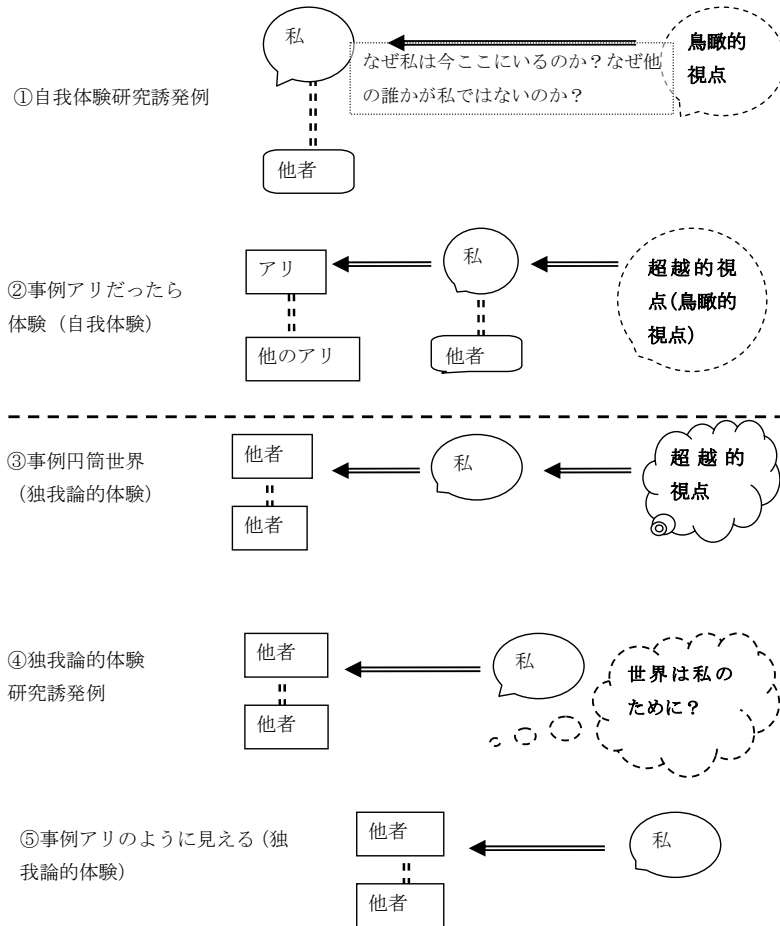 私
鳥瞰的
視点
なぜ私は今ここにいるのか？なぜ他
の誰かが私ではないのか？
①自我体験研究誘発例
他者
アリ
私
超越的視
点(鳥瞰的
視点)
②事例アリだったら
体験（自我体験）
他のアリ
他者
③事例円筒世界
（独我論的体験）
他者
私
超越的
視点
他者
④独我論的体験
研究誘発例
他者
私
世界は私の
ために？
他者
⑤事例アリのように見える（独
我論的体験）
他者
私
他者